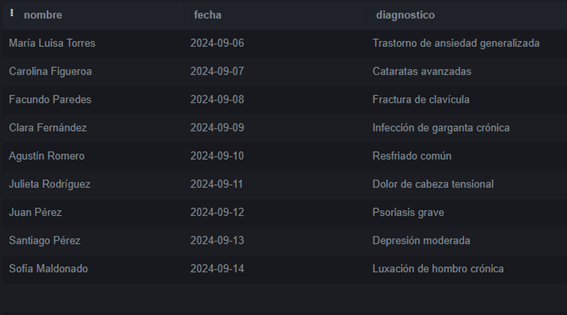 ! nombre fecha diagnostico
María Luisa Torres 2024-09-06 Trastorno de ansiedad generalizada
Carolina Figueroa 2024-09-07 Cataratas avanzadas
Facundo Paredes 2024-09-08 Fractura de clavícula
Clara Fernández 2024-09-09 Infección de garganta crónica
Agustín Romero 2024-09-10 Resfriado común
Julieta Rodríguez 2024-09-11 Dolor de cabeza tensional
Juan Pérez 2024-09-12 Psoriasis grave
Santiago Pérez 2024-09-13 Depresión moderada
Sofía Maldonado 2024-09-14 Luxación de hombro crónica